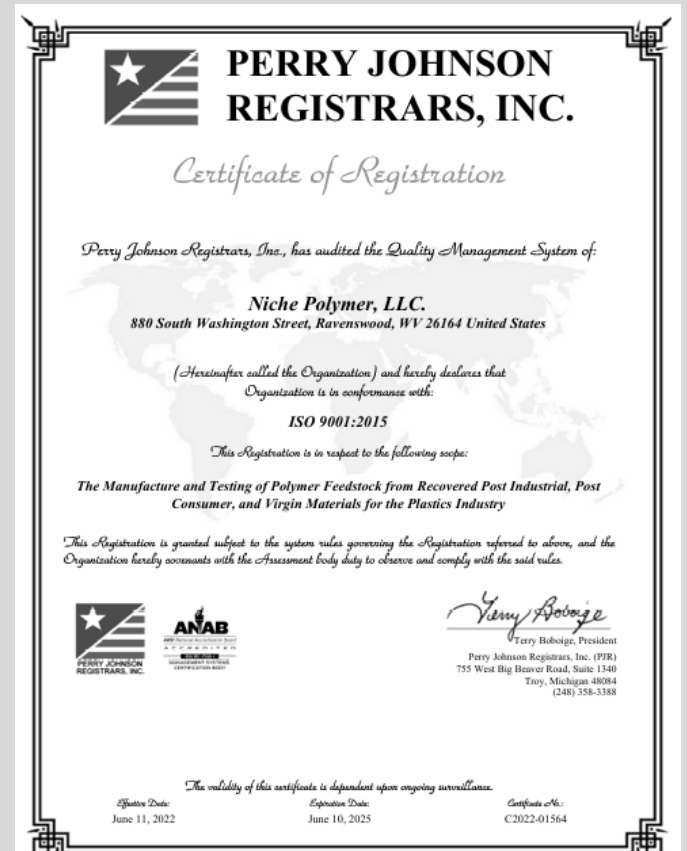 PERRY JOHNSON
REGISTRARS, INC.
Certificate of Registration
Perry Johnson Registrars, Inc., has audited the Quality Management System of:
Niche Polymer, LLC.
880 South Washington Street, Ravenswood, WV 26164 United States
(Hereinafter called the Organization) and hereby declares that
Organization is in conformance with:
ISO 9001:2015
This Registration is in respect to the following scope:
The Manufacture and Testing of Polymer Feedstock from Recovered Post Industrial, Post
Consumer, and Virgin Materials for the Plastics Industry
This Registration is granted subject to the system rules governing the Registration referred to above, and the
Organization hereby covenants with the Assessment body duty to observe and comply with the said rules.
PERRY JOHNSON
REGISTRARS, INC.
ANAB
ANSI National Accreditation Board
ACCREDITED
MANAGEMENT SYSTEMS
CERTIFICATION BODY
Terry Boboige
Terry Boboige, President
Perry Johnson Registrars, Inc. (PJR)
755 West Big Beaver Road, Suite 1340
Troy, Michigan 48084
(248) 358-3388
The validity of this certificate is dependent upon ongoing surveillance.
Effective Date:
June 11, 2022
Expiration Date:
June 10, 2025
Certificate No.:
C2022-01564